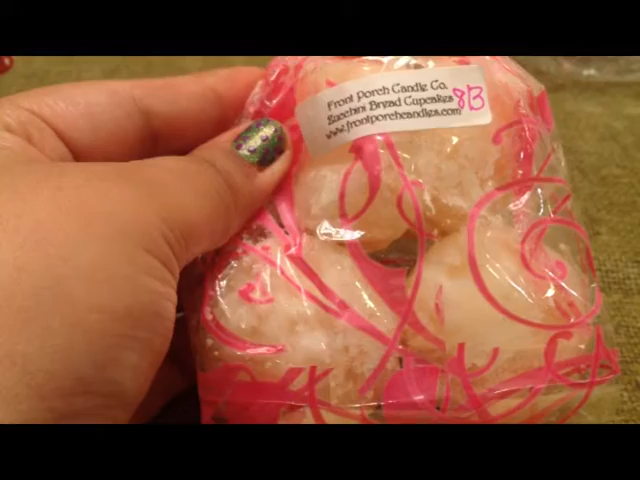 Front Porch Candle Co.
Zucchini Bread Cupcakes 8B
www.frontporchcandles.com